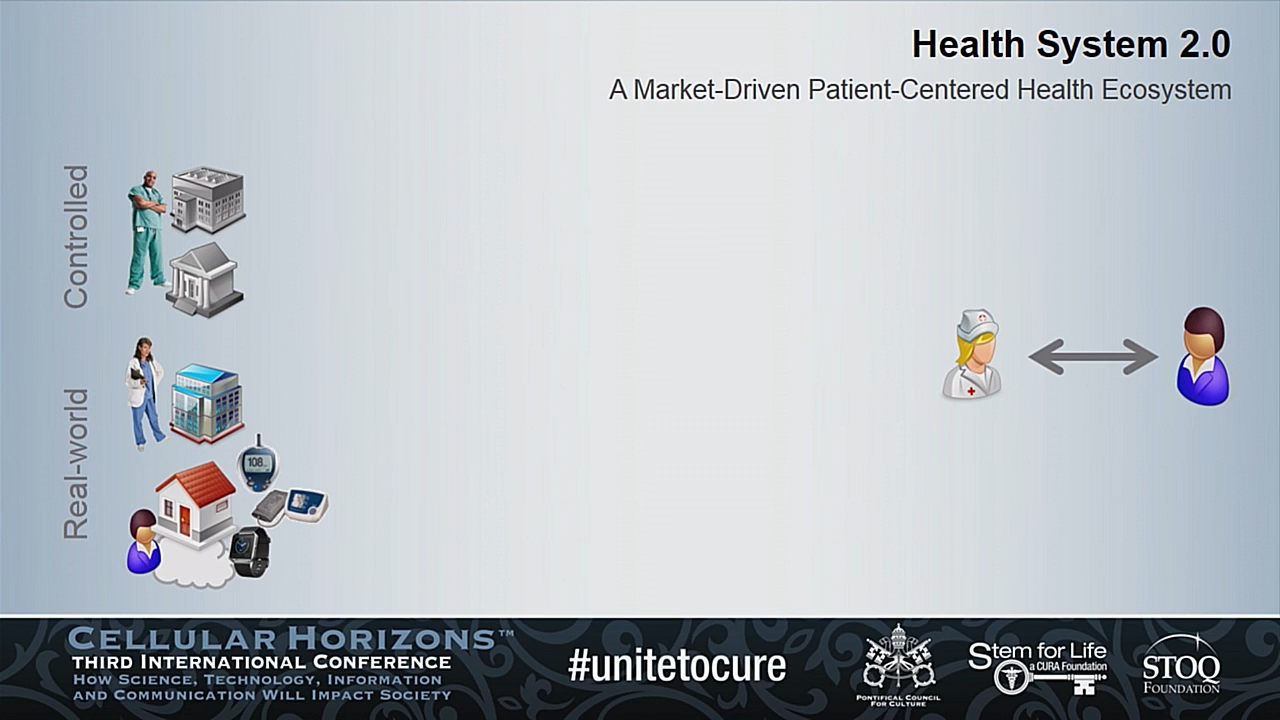 Health System 2.0
A Market-Driven Patient-Centered Health Ecosystem
Controlled
Real-world
108
CELLULAR HORIZONS™
THIRD INTERNATIONAL CONFERENCE
HOW SCIENCE, TECHNOLOGY, INFORMATION
AND COMMUNICATION WILL IMPACT SOCIETY
#unitetocure
PONTIFICAL COUNCIL
FOR CULTURE
Stem for Life
a CURA Foundation
STOQ
FOUNDATION